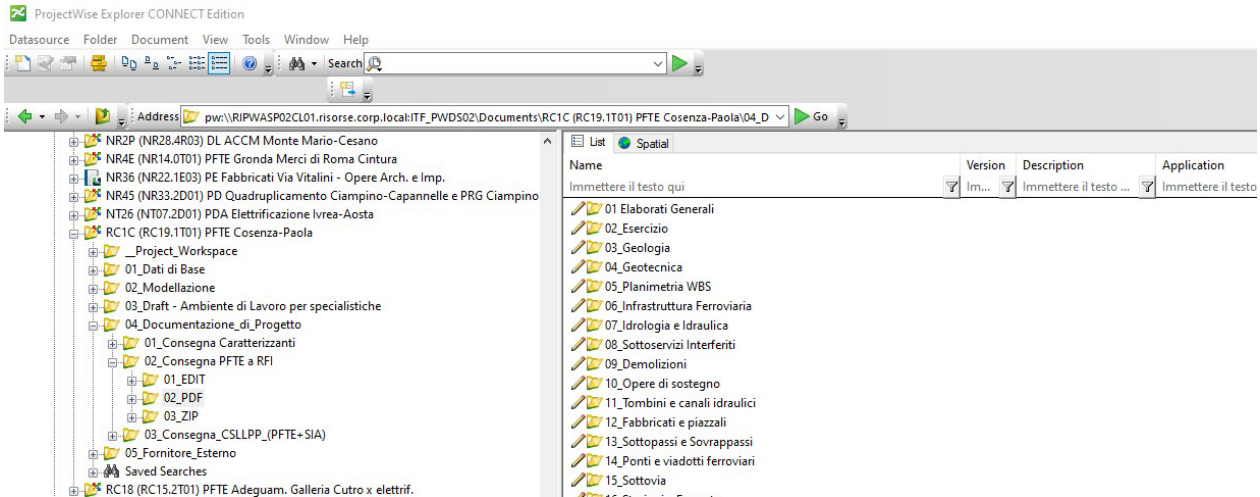 ProjectWise Explorer CONNECT Edition
Datasource Folder Document View Tools Window Help
Search
Address pw:\\RIPWASP02CL01.risorse.corp.local:ITF_PWDS02\Documents\RC1C (RC19.1T01) PFTE Cosenza-Paola\04_D Go
NR2P (NR28.4R03) DL ACCM Monte Mario-Cesano
NR4E (NR14.0T01) PFTE Gronda Merci di Roma Cintura
NR36 (NR22.1E03) PE Fabbricati Via Vitalini - Opere Arch. e Imp.
NR45 (NR33.2D01) PD Quadruplicamento Ciampino-Capannelle e PRG Ciampino
NT26 (NT07.2D01) PDA Elettrificazione Ivrea-Aosta
RC1C (RC19.1T01) PFTE Cosenza-Paola
__Project_Workspace
01_Dati di Base
02_Modellazione
03_Draft - Ambiente di Lavoro per specialistiche
04_Documentazione_di_Progetto
01_Consegna Caratterizzanti
02_Consegna PFTE a RFI
01_EDIT
02_PDF
03_ZIP
03_Consegna_CSLLPP_(PFTE+SIA)
05_Fornitore_Esterno
Saved Searches
RC18 (RC15.2T01) PFTE Adeguam. Galleria Cutro x elettrif.
List Spatial
Name Version Description Application
Immettere il testo qui Im... Immettere il testo ... Immettere il testo
01 Elaborati Generali
02_Esercizio
03_Geologia
04_Geotecnica
05_Planimetria WBS
06_Infrastruttura Ferroviaria
07_Idrologia e Idraulica
08_Sottoservizi Interferiti
09_Demolizioni
10_Opere di sostegno
11_Tombini e canali idraulici
12_Fabbricati e piazzali
13_Sottopassi e Sovrappassi
14_Ponti e viadotti ferroviari
15_Sottovia